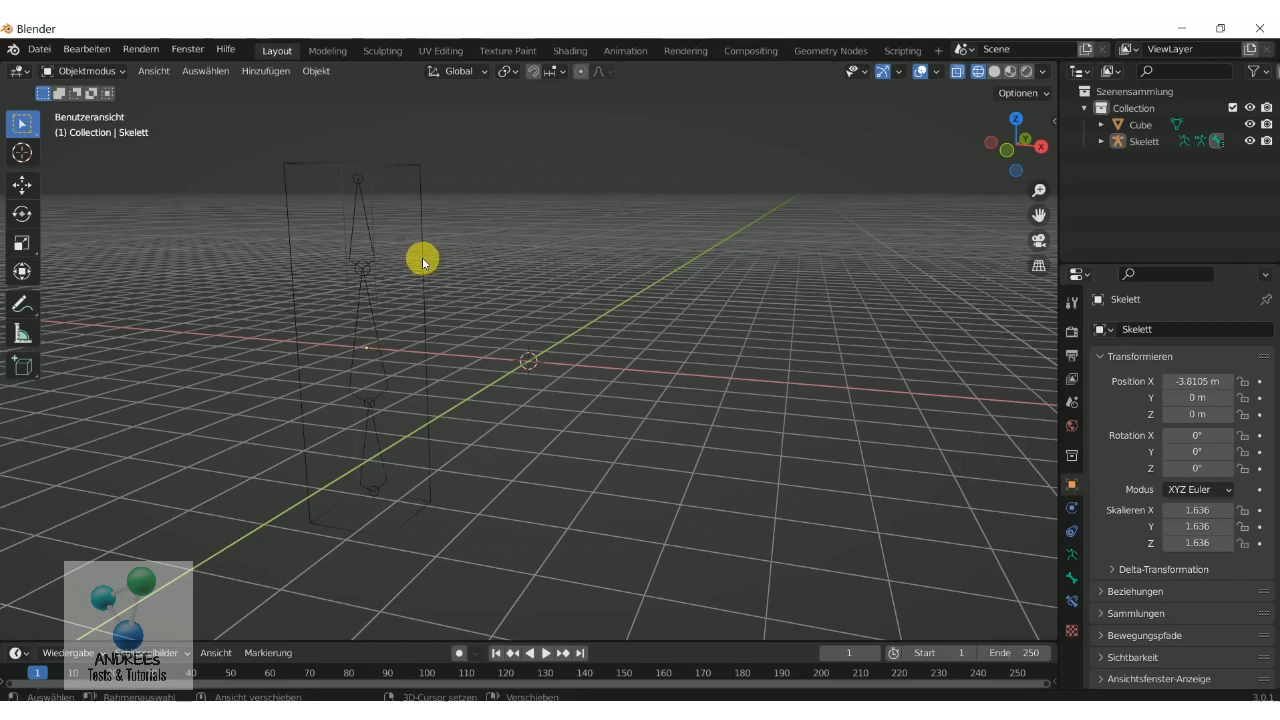 Blender
Datei Bearbeiten Rendern Fenster Hilfe Layout Modeling Sculpting UV Editing Texture Paint Shading Animation Rendering Compositing Geometry Nodes Scripting + Scene ViewLayer
Objektmodus Ansicht Auswählen Hinzufügen Objekt Global
Optionen
Benutzeransicht
(1) Collection | Skelett
Z
Y
X
Szenensammlung
Collection
Cube
Skelett
Skelett
Skelett
Transformieren
Position X -3.8105 m
Y 0 m
Z 0 m
Rotation X 0°
Y 0°
Z 0°
Modus XYZ Euler
Skalieren X 1.636
Y 1.636
Z 1.636
Delta-Transformation
Beziehungen
Sammlungen
Bewegungspfade
Sichtbarkeit
Ansichtsfenster-Anzeige
ANDREEs
Tests & Tutorials
Wiedergabe Ansicht Markierung 1 Start 1 Ende 250
1 10 40 50 60 70 80 90 100 110 120 130 140 150 160 170 180 190 200 210 220 230 240 250
Auswählen Rahmenauswahl Ansicht verschieben 3D-Cursor setzen Verschieben 3.0.1